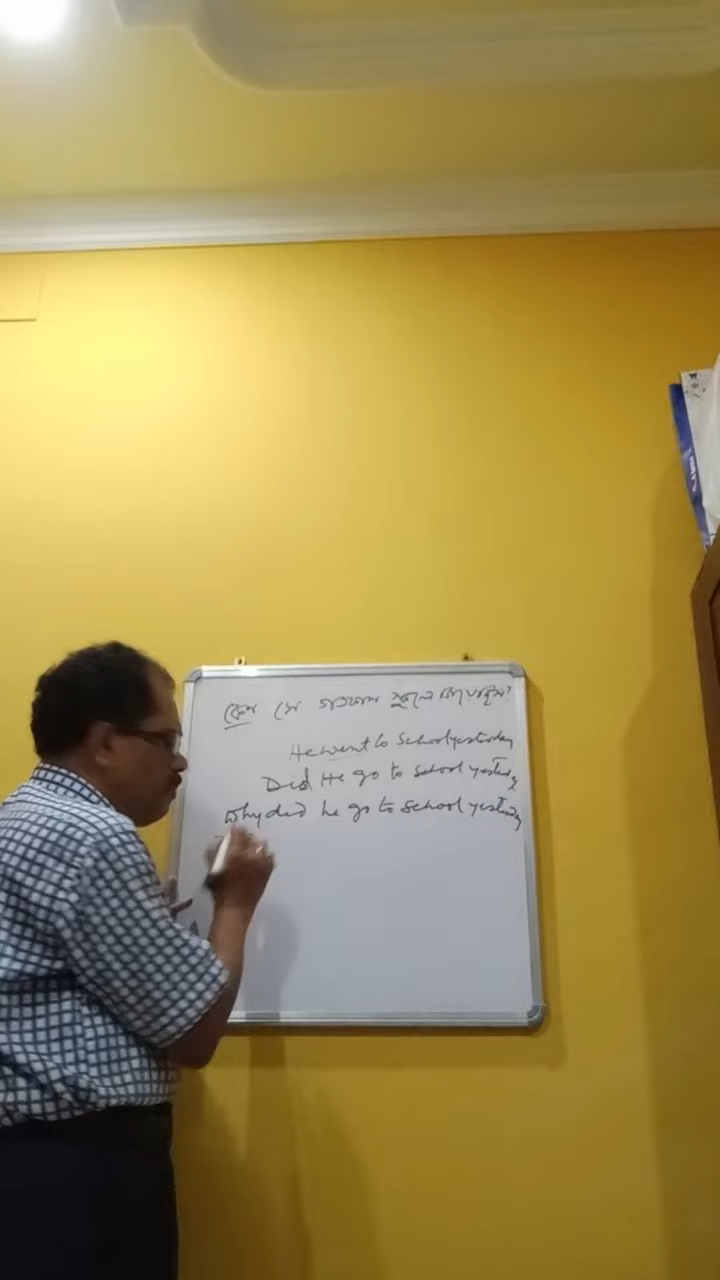 কেন সে গতকাল স্কুলে গিয়েছিল?
He went to School yesterday
Did He go to School yesterday
Why did he go to School yesterday